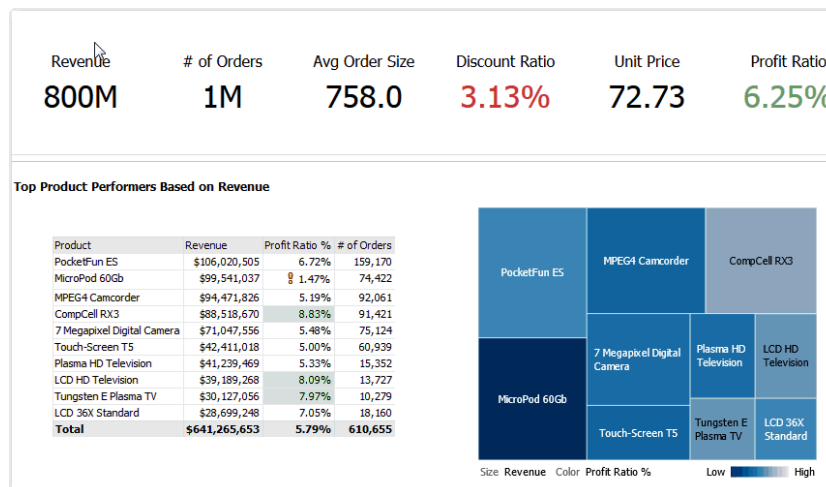 Revenue # of Orders Avg Order Size Discount Ratio Unit Price Profit Ratio
800M 1M 758.0 3.13% 72.73 6.25%
Top Product Performers Based on Revenue
Product Revenue Profit Ratio % # of Orders
PocketFun ES $106,020,505 6.72% 159,170
MicroPod 60Gb $99,541,037 1.47% 74,422
MPEG4 Camcorder $94,471,826 5.19% 92,061
CompCell RX3 $88,518,670 8.83% 91,421
7 Megapixel Digital Camera $71,047,556 5.48% 75,124
Touch-Screen T5 $42,411,018 5.00% 60,939
Plasma HD Television $41,239,469 5.33% 15,352
LCD HD Television $39,189,268 8.09% 13,727
Tungsten E Plasma TV $30,127,056 7.97% 10,279
LCD 36X Standard $28,699,248 7.05% 18,160
Total $641,265,653 5.79% 610,655
PocketFun ES
MPEG4 Camcorder
CompCell RX3
MicroPod 60Gb
7 Megapixel Digital
Camera
Plasma HD
Television
LCD HD
Television
Touch-Screen T5
Tungsten E
Plasma TV
LCD 36X
Standard
Size Revenue Color Profit Ratio % Low High